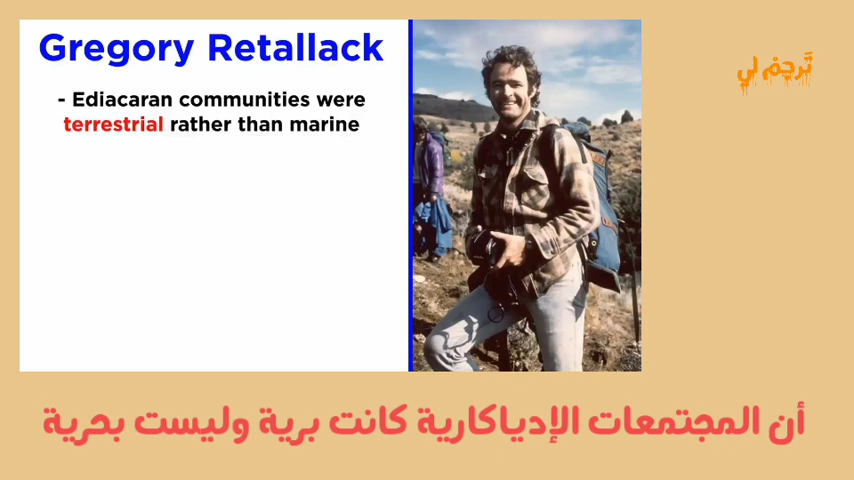 Gregory Retallack
- Ediacaran communities were
terrestrial rather than marine
تَرجِمْ لي
أن المجتمعات الإدياكارية كانت برية وليست بحرية